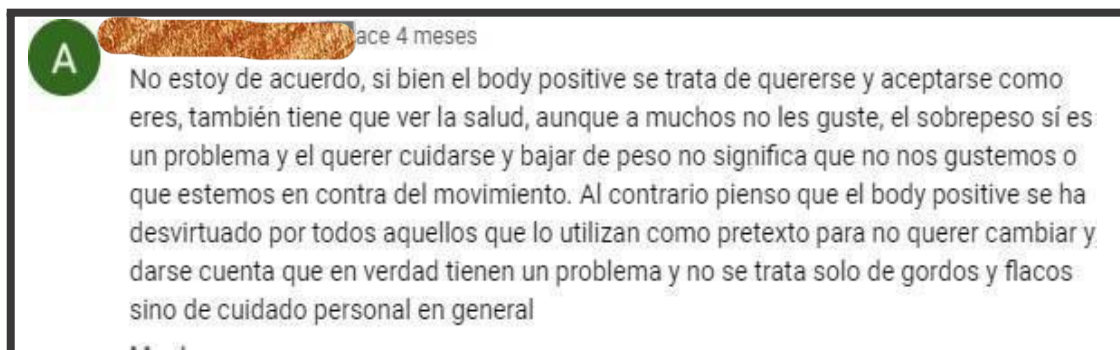 A
ace 4 meses
No estoy de acuerdo, si bien el body positive se trata de quererse y aceptarse como
eres, también tiene que ver la salud, aunque a muchos no les guste, el sobrepeso sí es
un problema y el querer cuidarse y bajar de peso no significa que no nos gustemos o
que estemos en contra del movimiento. Al contrario pienso que el body positive se ha
desvirtuado por todos aquellos que lo utilizan como pretexto para no querer cambiar y
darse cuenta que en verdad tienen un problema y no se trata solo de gordos y flacos
sino de cuidado personal en general